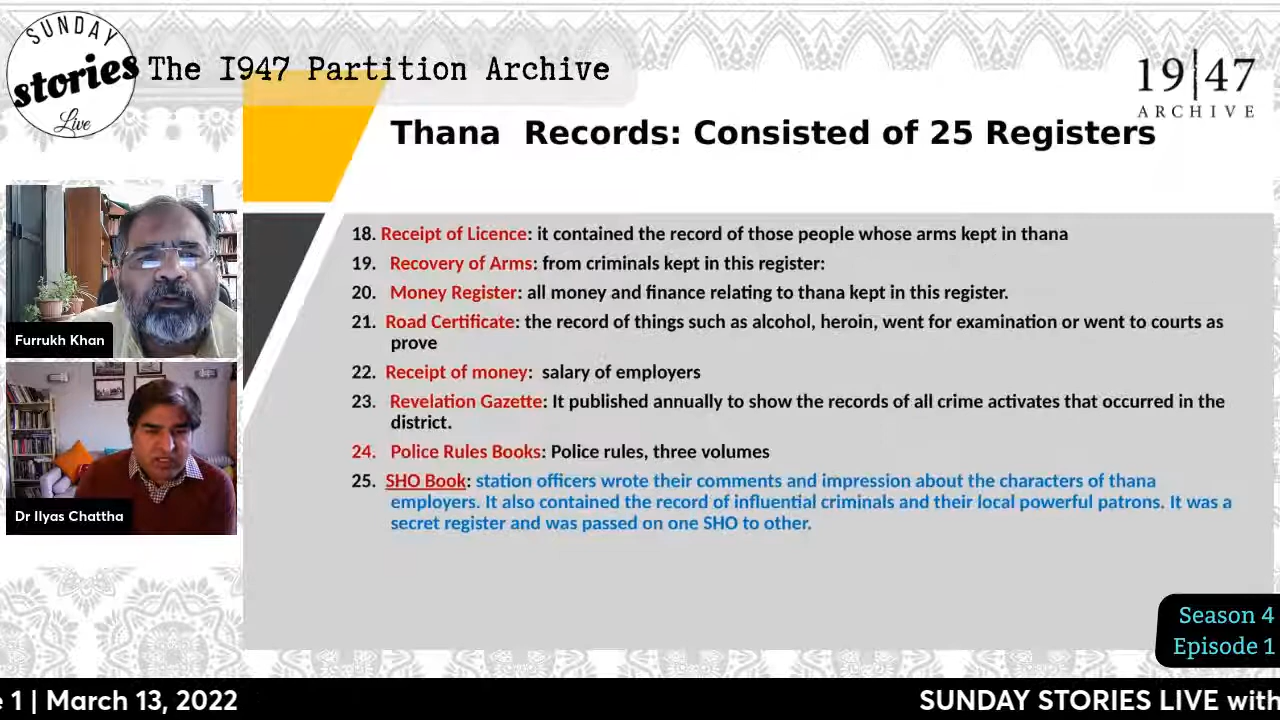 SUNDAY
stories
Live
The 1947 Partition Archive
19|47
ARCHIVE
Thana Records: Consisted of 25 Registers
18. Receipt of Licence: it contained the record of those people whose arms kept in thana
19. Recovery of Arms: from criminals kept in this register:
20. Money Register: all money and finance relating to thana kept in this register.
21. Road Certificate: the record of things such as alcohol, heroin, went for examination or went to courts as
prove
22. Receipt of money: salary of employers
23. Revelation Gazette: It published annually to show the records of all crime activates that occurred in the
district.
24. Police Rules Books: Police rules, three volumes
25. SHO Book: station officers wrote their comments and impression about the characters of thana
employers. It also contained the record of influential criminals and their local powerful patrons. It was a
secret register and was passed on one SHO to other.
Furrukh Khan
Dr Ilyas Chattha
Season 4
Episode 1
e 1 | March 13, 2022
SUNDAY STORIES LIVE with